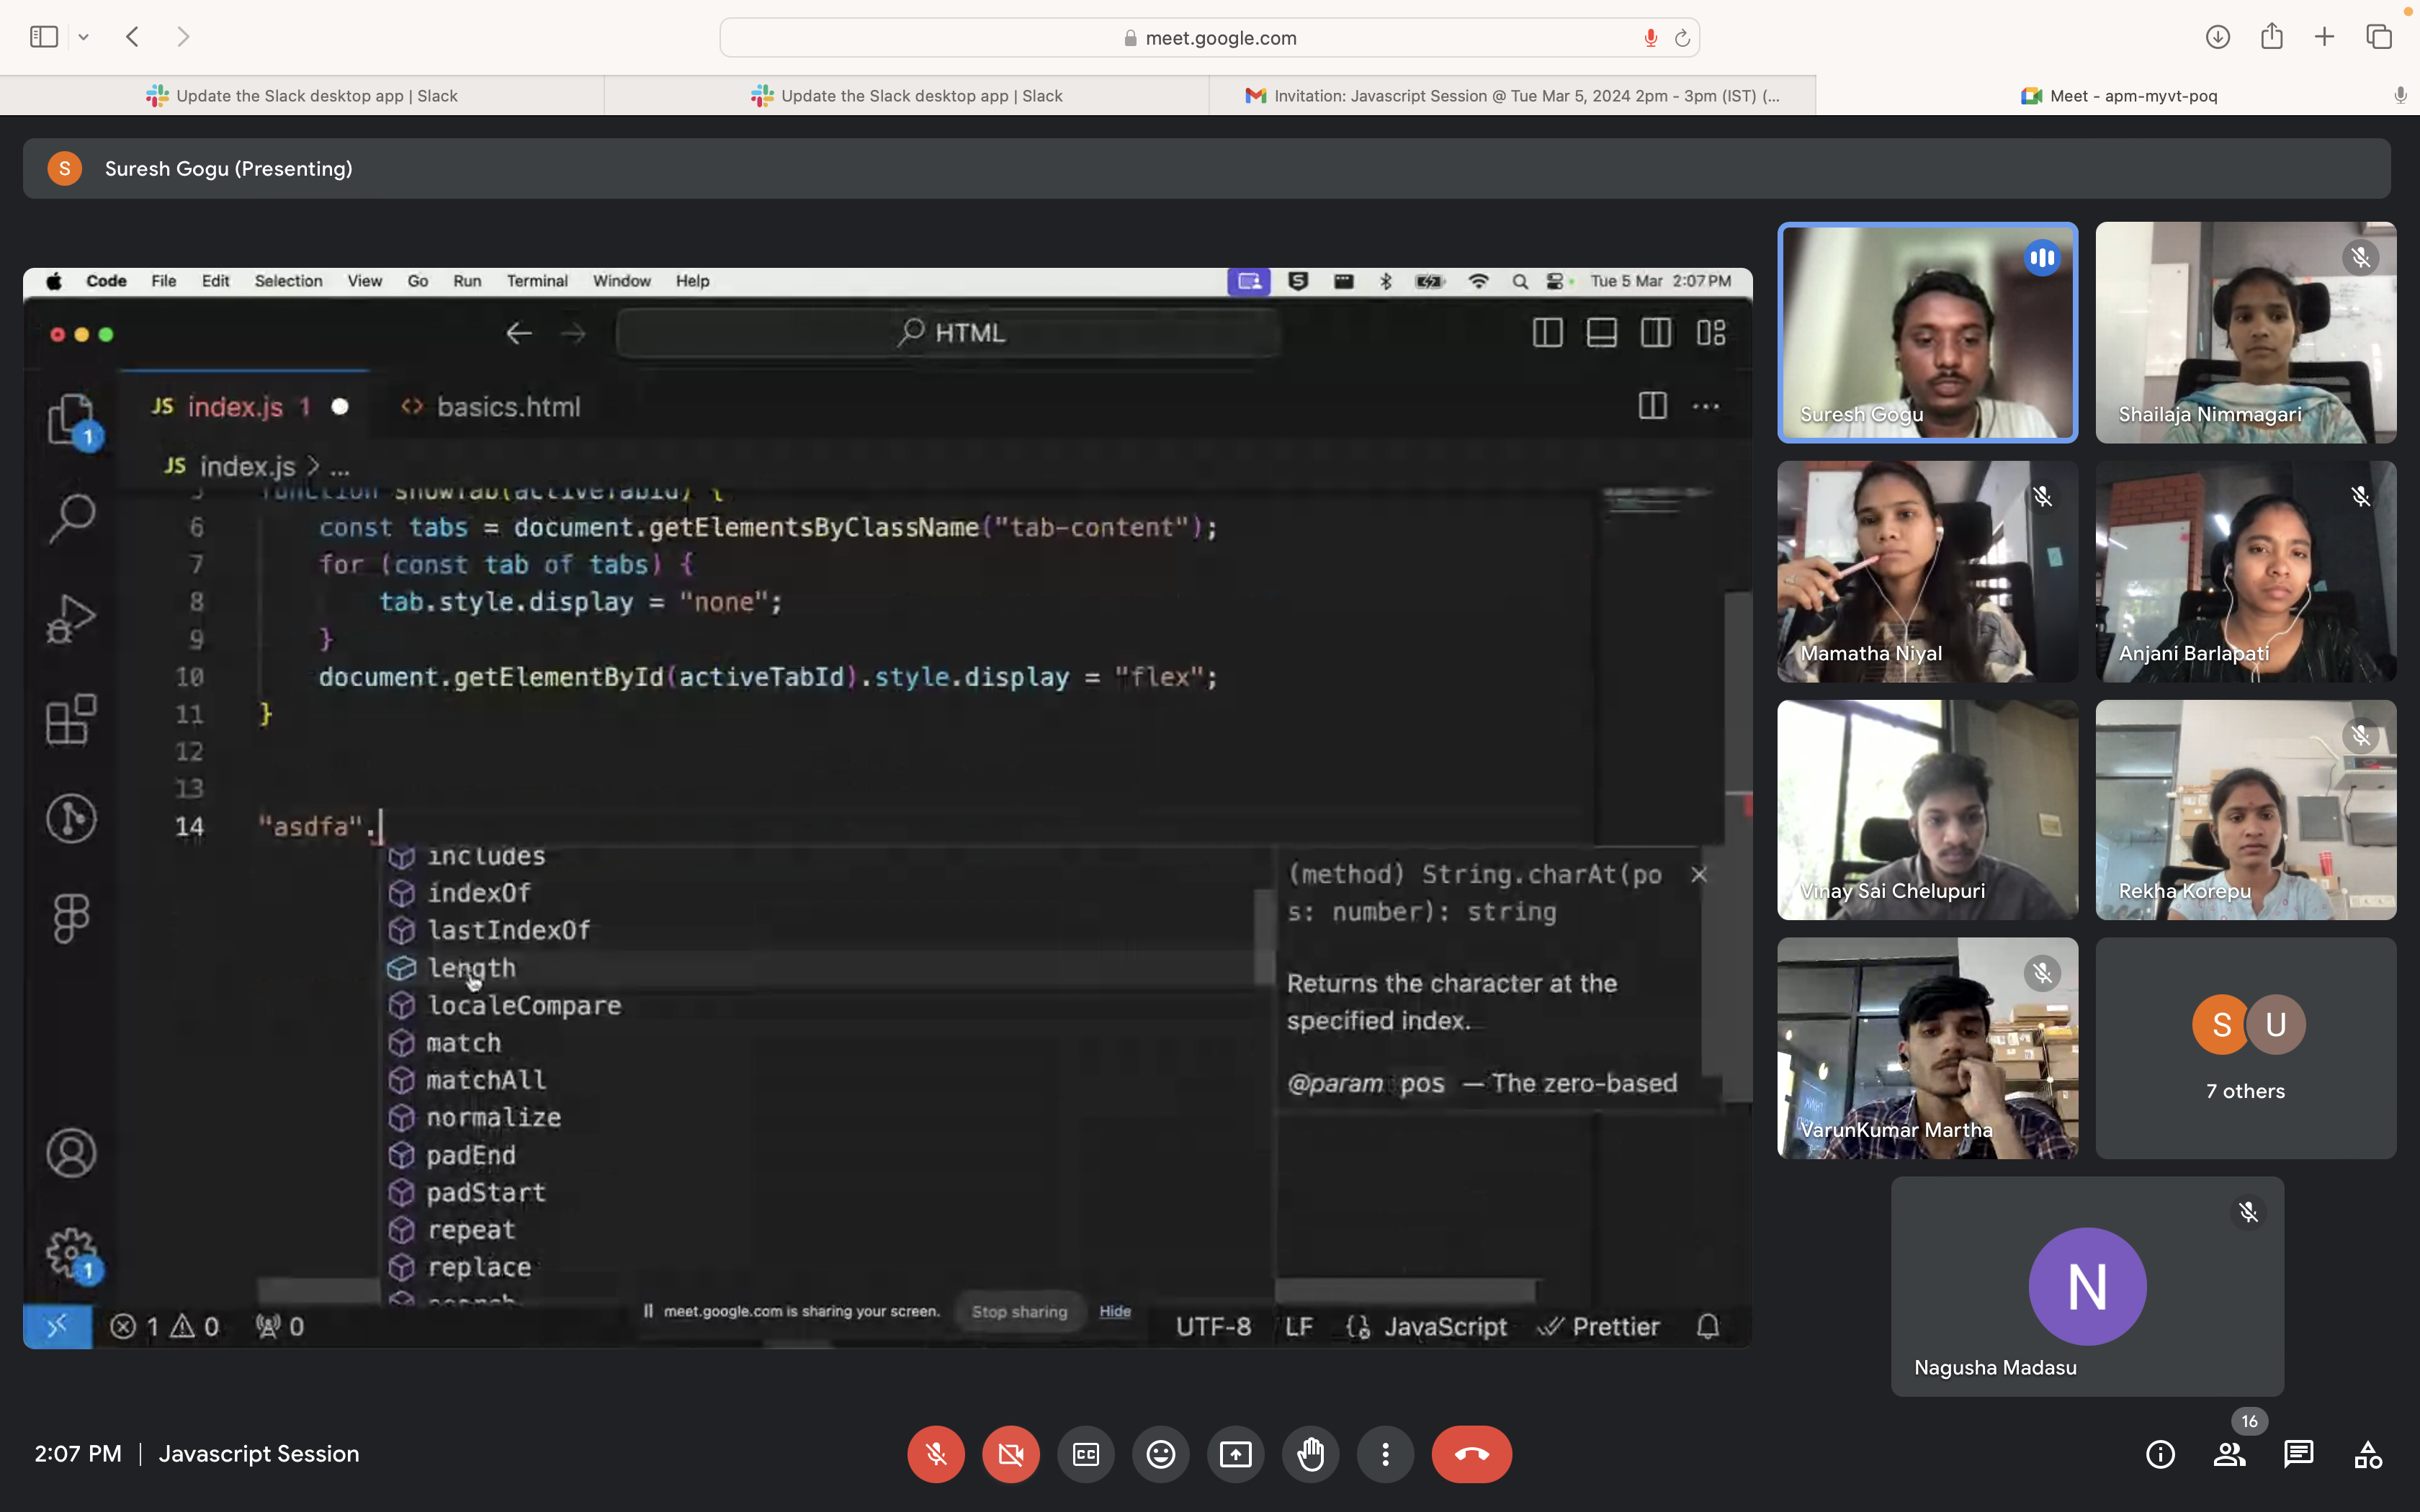 meet.google.com
Update the Slack desktop app | Slack
Update the Slack desktop app | Slack
Invitation: Javascript Session @ Tue Mar 5, 2024 2pm - 3pm (IST) (...
Meet - apm-myvt-poq
S
Suresh Gogu (Presenting)
Code File Edit Selection View Go Run Terminal Window Help
S
Tue 5 Mar 2:07 PM
HTML
JS index.js 1
<> basics.html
JS index.js > ...
1
5 function showTab(activeTabId) {
6 const tabs = document.getElementsByClassName("tab-content");
7 for (const tab of tabs) {
8 tab.style.display = "none";
9 }
10 document.getElementById(activeTabId).style.display = "flex";
11 }
12
13
14 "asdfa".
includes
indexOf
lastIndexOf
length
localeCompare
match
matchAll
normalize
padEnd
padStart
repeat
replace
search
(method) String.charAt(po
s: number): string
Returns the character at the
specified index.
@param pos — The zero-based
1
1 0
0
meet.google.com is sharing your screen.
Stop sharing
Hide
UTF-8 LF JavaScript Prettier
Suresh Gogu
Shailaja Nimmagari
Mamatha Niyal
Anjani Barlapati
Vinay Sai Chelupuri
Rekha Korepu
VarunKumar Martha
S U
7 others
N
Nagusha Madasu
2:07 PM | Javascript Session
CC
16